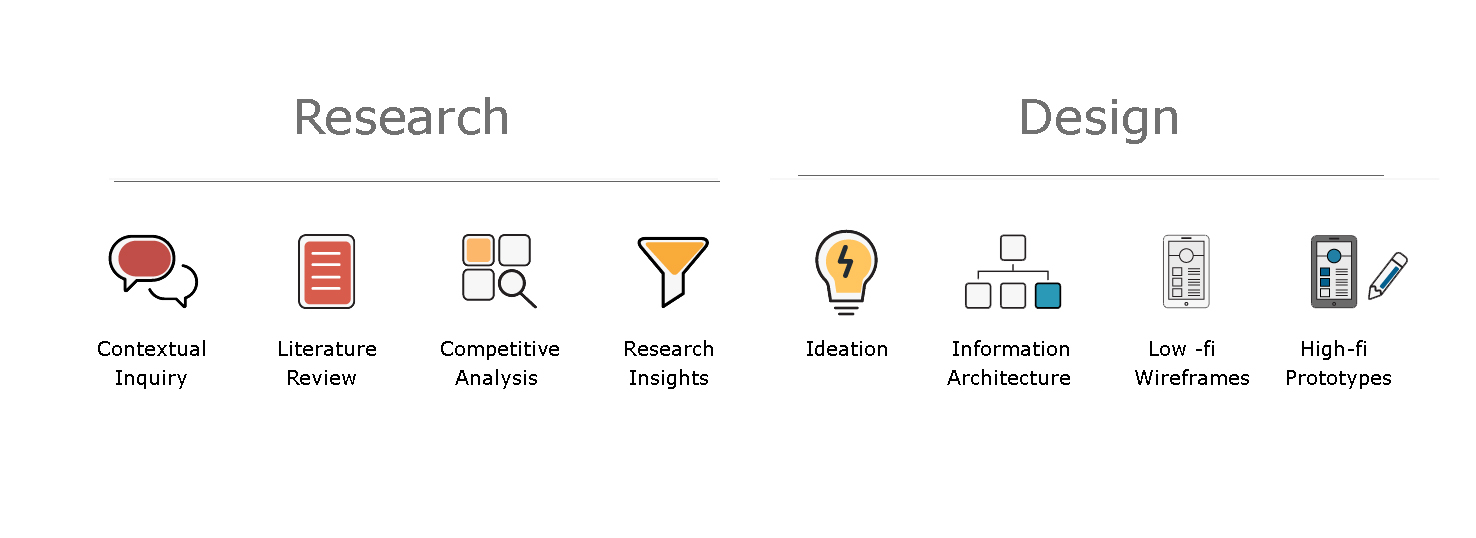 Research
Contextual
Inquiry
Literature
Review
Competitive
Analysis
Research
Insights
Design
Ideation
Information
Architecture
Low -fi
Wireframes
High-fi
Prototypes